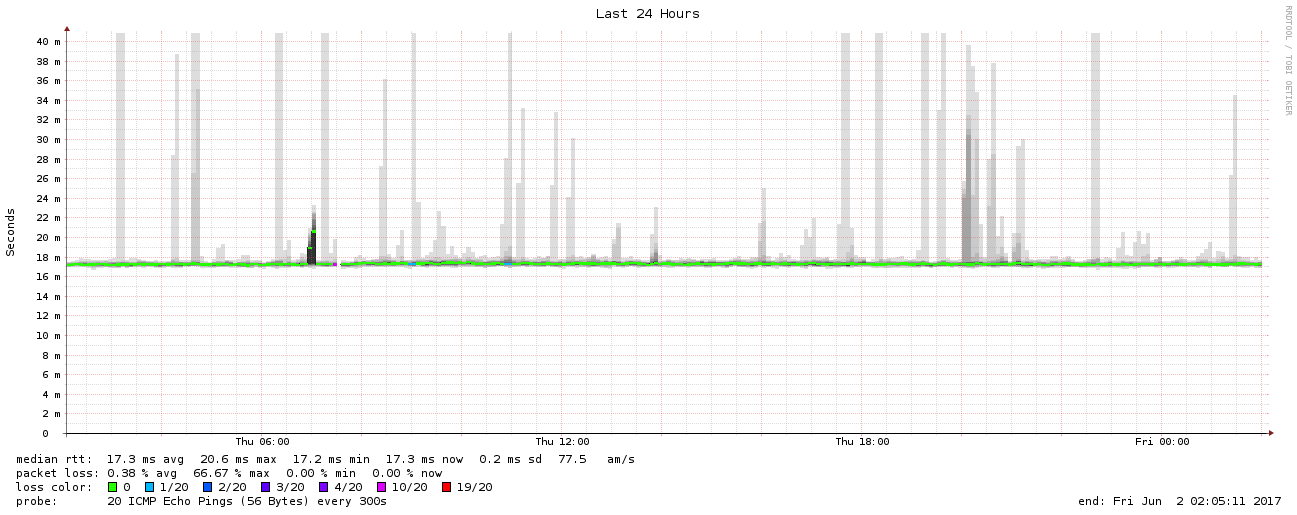 Last 24 Hours
RRDTOOL / TOBI OETIKER
Seconds
40 m
38 m
36 m
34 m
32 m
30 m
28 m
26 m
24 m
22 m
20 m
18 m
16 m
14 m
12 m
10 m
8 m
6 m
4 m
2 m
0
Thu 06:00 Thu 12:00 Thu 18:00 Fri 00:00
median rtt: 17.3 ms avg 20.6 ms max 17.2 ms min 17.3 ms now 0.2 ms sd 77.5 am/s
packet loss: 0.38 % avg 66.67 % max 0.00 % min 0.00 % now
loss color: 0 1/20 2/20 3/20 4/20 10/20 19/20
probe: 20 ICMP Echo Pings (56 Bytes) every 300s end: Fri Jun 2 02:05:11 2017